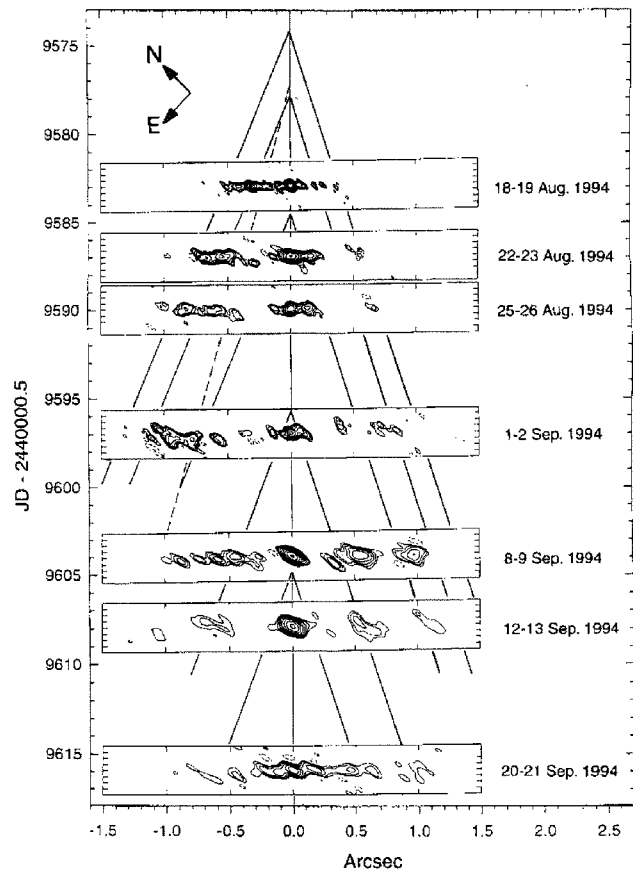 9573
N
E
9580
18-19 Aug. 1994
9585
22-23 Aug. 1994
9590
25-26 Aug. 1994
9595
1-2 Sep. 1994
JD - 2440000.5
9600
8-9 Sep. 1994
9605
12-13 Sep. 1994
9610
9615
20-21 Sep. 1994
-1.5 -1.0 -0.5 0.0 0.5 1.0 1.5 2.0 2.5
Arcsec